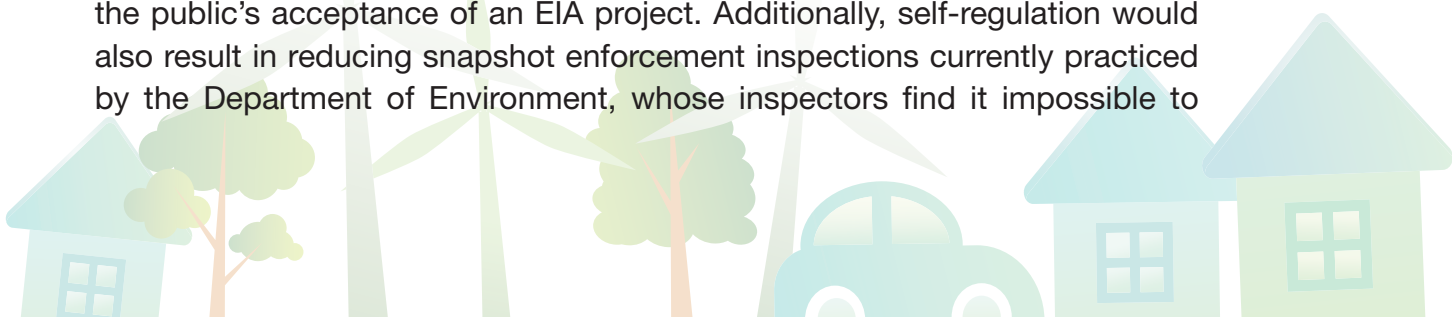 the public’s acceptance of an EIA project. Additionally, self-regulation would
also result in reducing snapshot enforcement inspections currently practiced
by the Department of Environment, whose inspectors find it impossible to